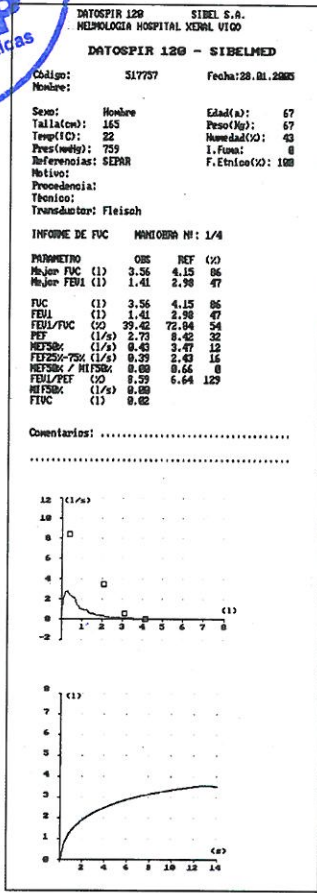 icas
DATOSPIR 120 SIBEL S.A.
NEUMOLOGIA HOSPITAL XERAL VIGO
DATOSPIR 120 - SIBELMED
Código: 517757 Fecha:28.01.2005
Nombre:
Sexo: Hombre Edad(a): 67
Talla(cm): 165 Peso(Kg): 67
Temp(ºC): 22 Humedad(%): 43
Pres(mmHg): 759 I.Fuma: 0
Referencias: SEPAR F.Etnico(%): 100
Motivo:
Procedencia:
Técnico:
Transductor: Fleisch
INFORME DE FVC MANIOBRA Nº: 1/4
PARAMETRO OBS REF (%)
Mejor FVC (l) 3.56 4.15 86
Mejor FEV1 (l) 1.41 2.98 47
FVC (l) 3.56 4.15 86
FEV1 (l) 1.41 2.98 47
FEV1/FVC (%) 39.42 72.84 54
PEF (l/s) 2.73 8.42 32
MEF50% (l/s) 0.43 3.47 12
FEF25%-75% (l/s) 0.39 2.43 16
MEF50% / MIF50% 0.00 0.66 0
FEV1/PEF (%) 8.59 6.64 129
MIF50% (l/s) 0.00
FIVC (l) 0.02
Comentarios: ....................................
.................................................
12 (l/s)
10
8
6
4
2
0 (l)
1 2 3 4 5 6 7 8
-2
8 (l)
7
6
5
4
3
2
1
0 (s)
2 4 6 8 10 12 14